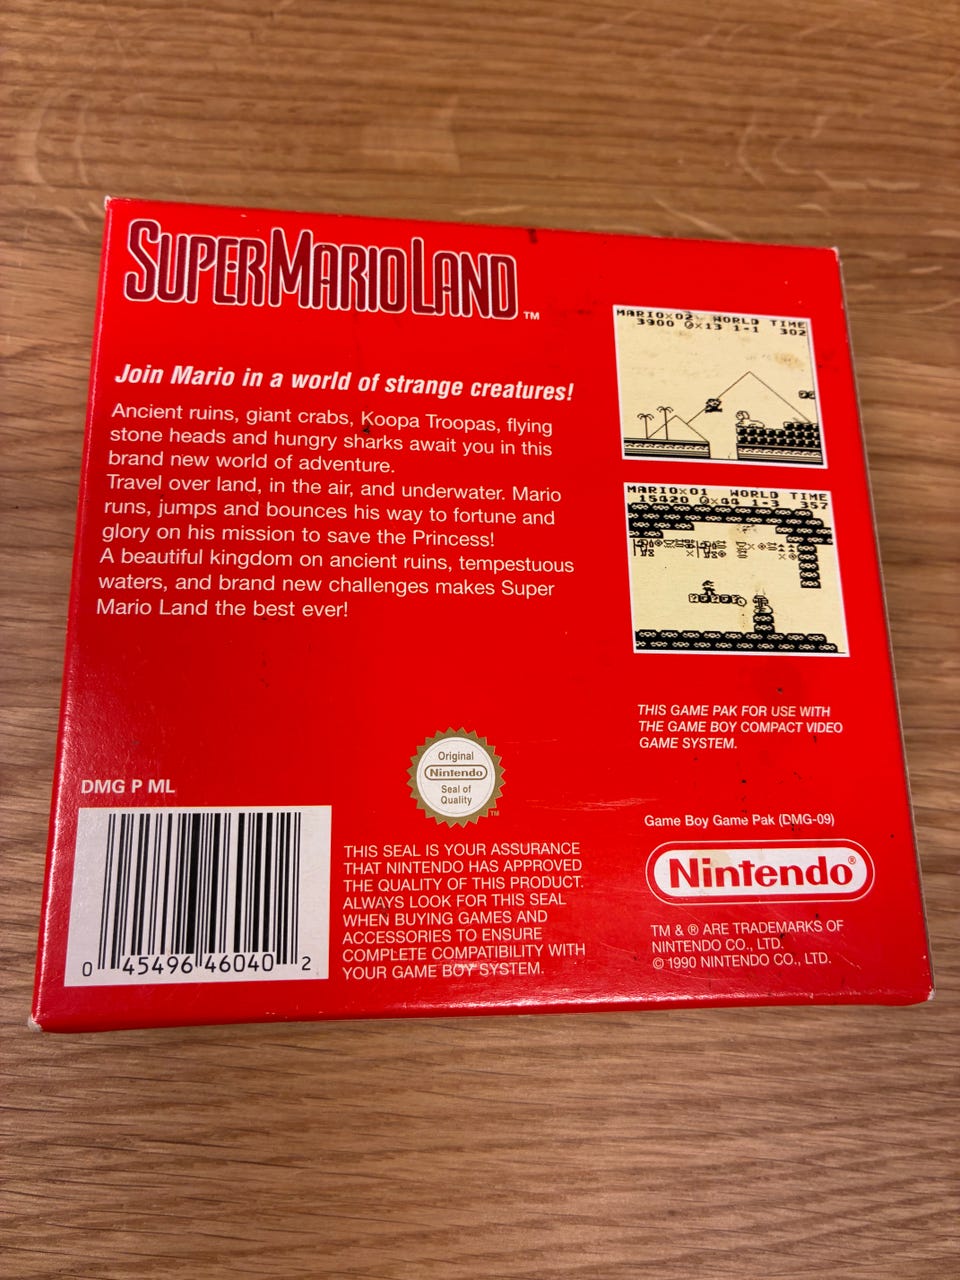 SUPER MARIO LAND™
Join Mario in a world of strange creatures!
Ancient ruins, giant crabs, Koopa Troopas, flying
stone heads and hungry sharks await you in this
brand new world of adventure.
Travel over land, in the air, and underwater. Mario
runs, jumps and bounces his way to fortune and
glory on his mission to save the Princess!
A beautiful kingdom on ancient ruins, tempestuous
waters, and brand new challenges makes Super
Mario Land the best ever!
MARIO×02 WORLD TIME
3900 ×13 1-1 302
MARIO×01 WORLD TIME
15420 ×44 1-3 357
THIS GAME PAK FOR USE WITH
THE GAME BOY COMPACT VIDEO
GAME SYSTEM.
DMG P ML
0 45496 46040 2
Original
Nintendo
Seal of
Quality
TM
THIS SEAL IS YOUR ASSURANCE
THAT NINTENDO HAS APPROVED
THE QUALITY OF THIS PRODUCT.
ALWAYS LOOK FOR THIS SEAL
WHEN BUYING GAMES AND
ACCESSORIES TO ENSURE
COMPLETE COMPATIBILITY WITH
YOUR GAME BOY SYSTEM.
Game Boy Game Pak (DMG-09)
Nintendo®
TM & ® ARE TRADEMARKS OF
NINTENDO CO., LTD.
© 1990 NINTENDO CO., LTD.